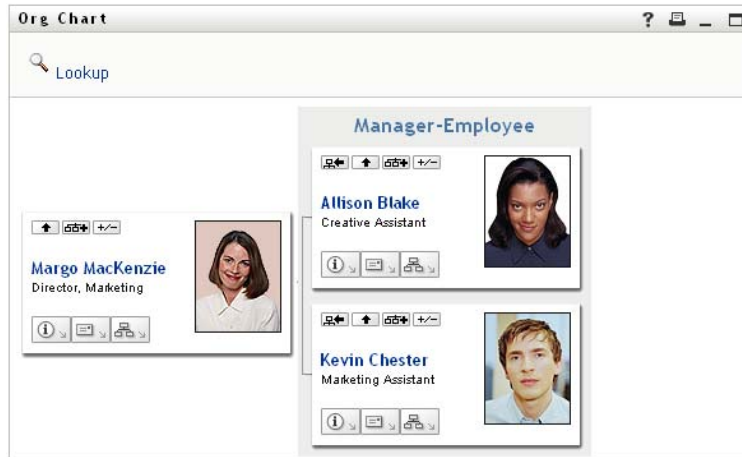 Org Chart
?
Lookup
Manager-Employee
+/-
Allison Blake
Creative Assistant
+/-
Margo MacKenzie
Director, Marketing
+/-
Kevin Chester
Marketing Assistant